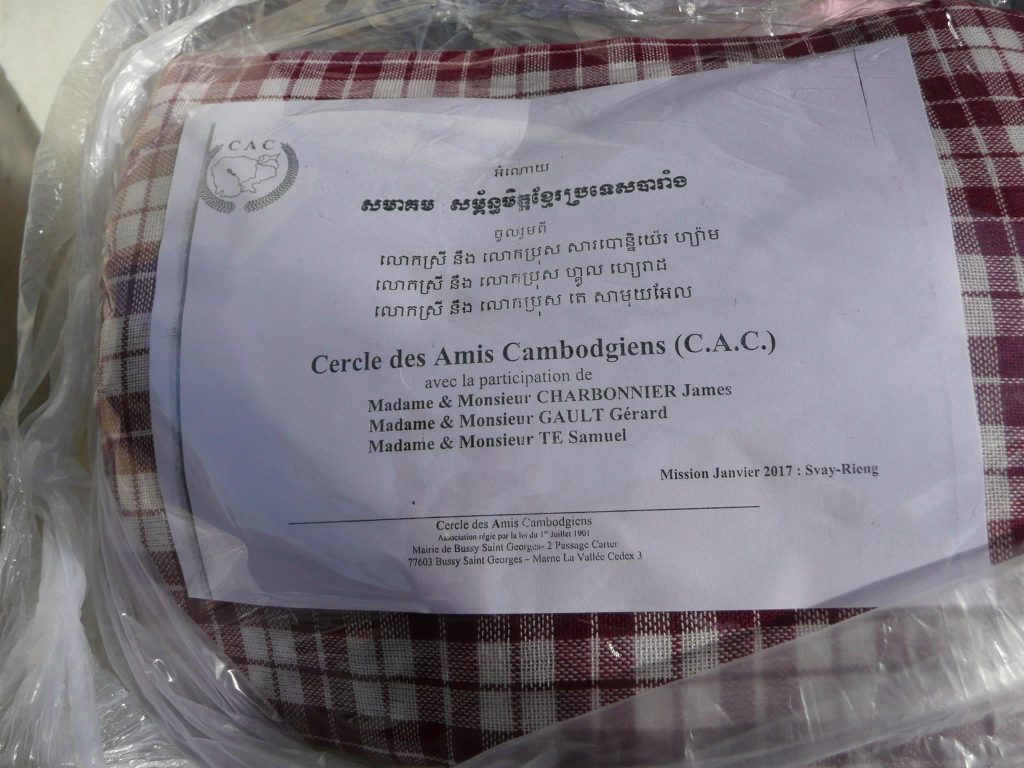 CAC
អំណោយ
សមាគម សម្ព័ន្ធមិត្តខ្មែរប្រទេសបារាំង
ចូលរួមពី
លោកស្រី នឹង លោកប្រុស សារបោន្និយ៉េរ ហ្យ៉ាម
លោកស្រី នឹង លោកប្រុស ហ្គូល ហ្សេរាដ
លោកស្រី នឹង លោកប្រុស តេ សាមុយអែល
Cercle des Amis Cambodgiens (C.A.C.)
avec la participation de
Madame & Monsieur CHARBONNIER James
Madame & Monsieur GAULT Gérard
Madame & Monsieur TE Samuel
Mission Janvier 2017 : Svay-Rieng
Cercle des Amis Cambodgiens
Association régie par la loi du 1er Juillet 1901
Mairie de Bussy Saint Georges- 2 Passage Carter
77603 Bussy Saint Georges – Marne La Vallée Cedex 3